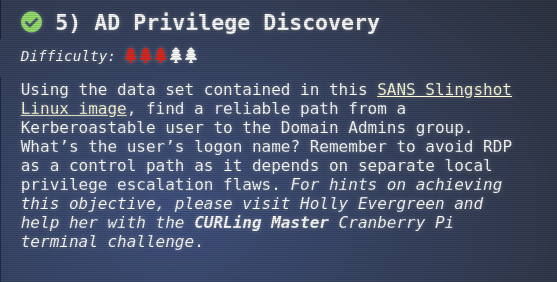 5) AD Privilege Discovery
Difficulty:
Using the data set contained in this SANS Slingshot
Linux image, find a reliable path from a
Kerberoastable user to the Domain Admins group.
What’s the user’s logon name? Remember to avoid RDP
as a control path as it depends on separate local
privilege escalation flaws. For hints on achieving
this objective, please visit Holly Evergreen and
help her with the CURLing Master Cranberry Pi
terminal challenge.